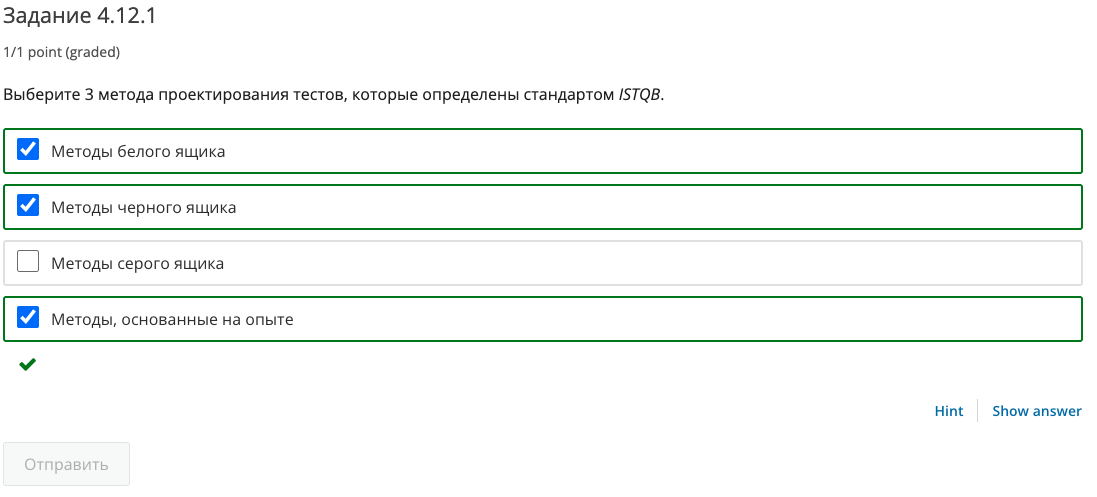 Задание 4.12.1
1/1 point (graded)
Выберите 3 метода проектирования тестов, которые определены стандартом ISTQB.
Методы белого ящика
Методы черного ящика
Методы серого ящика
Методы, основанные на опыте
Hint Show answer
Отправить